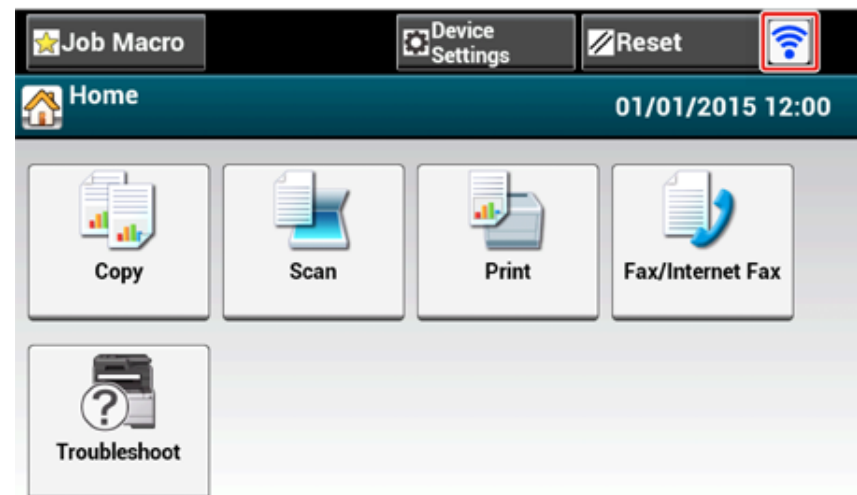 Job Macro
Device
Settings
Reset
Home
01/01/2015 12:00
Copy
Scan
Print
Fax/Internet Fax
?
Troubleshoot